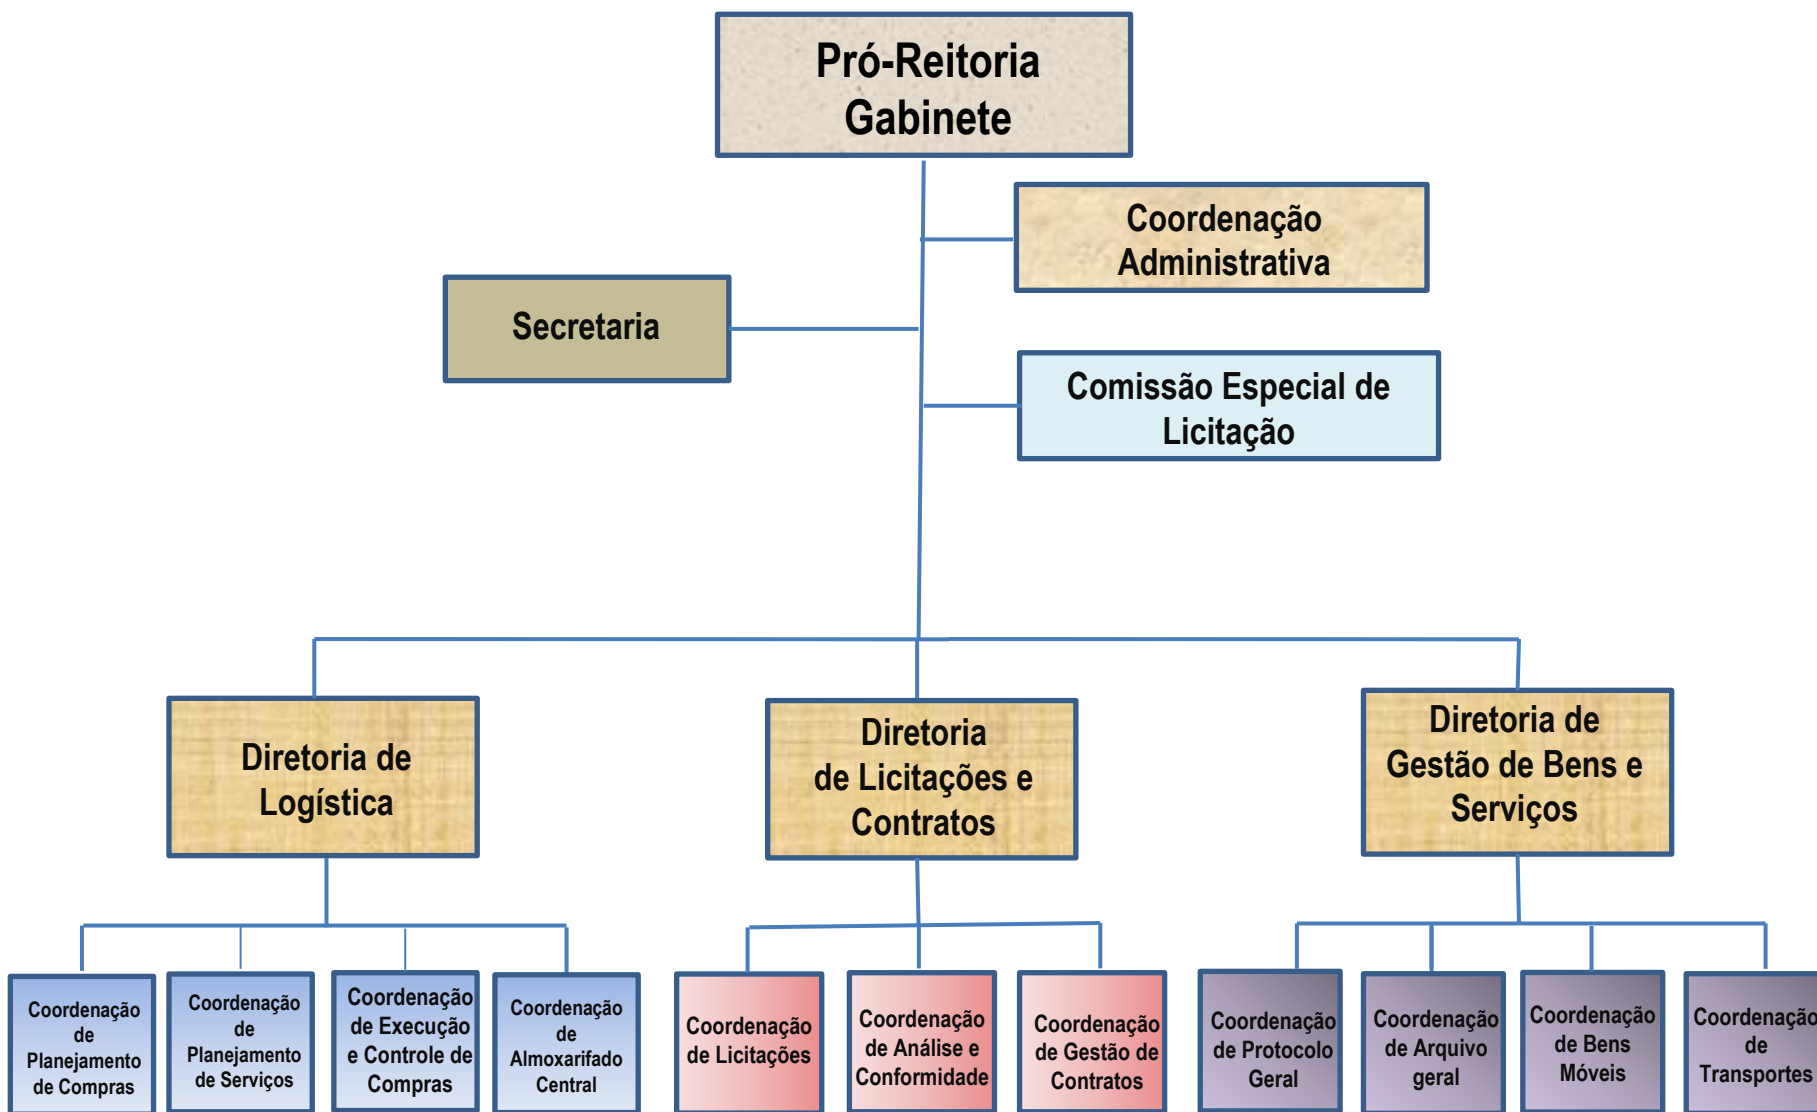 Pró-Reitoria
Gabinete
Coordenação
Administrativa
Secretaria
Comissão Especial de
Licitação
Diretoria de
Logística
Diretoria
de Licitações e
Contratos
Diretoria de
Gestão de Bens e
Serviços
Coordenação
de
Planejamento
de Compras
Coordenação
de
Planejamento
de Serviços
Coordenação
de Execução
e Controle de
Compras
Coordenação
de
Almoxarifado
Central
Coordenação
de Licitações
Coordenação
de Análise e
Conformidade
Coordenação
de Gestão de
Contratos
Coordenação
de Protocolo
Geral
Coordenação
de Arquivo
geral
Coordenação
de Bens
Móveis
Coordenação
de
Transportes